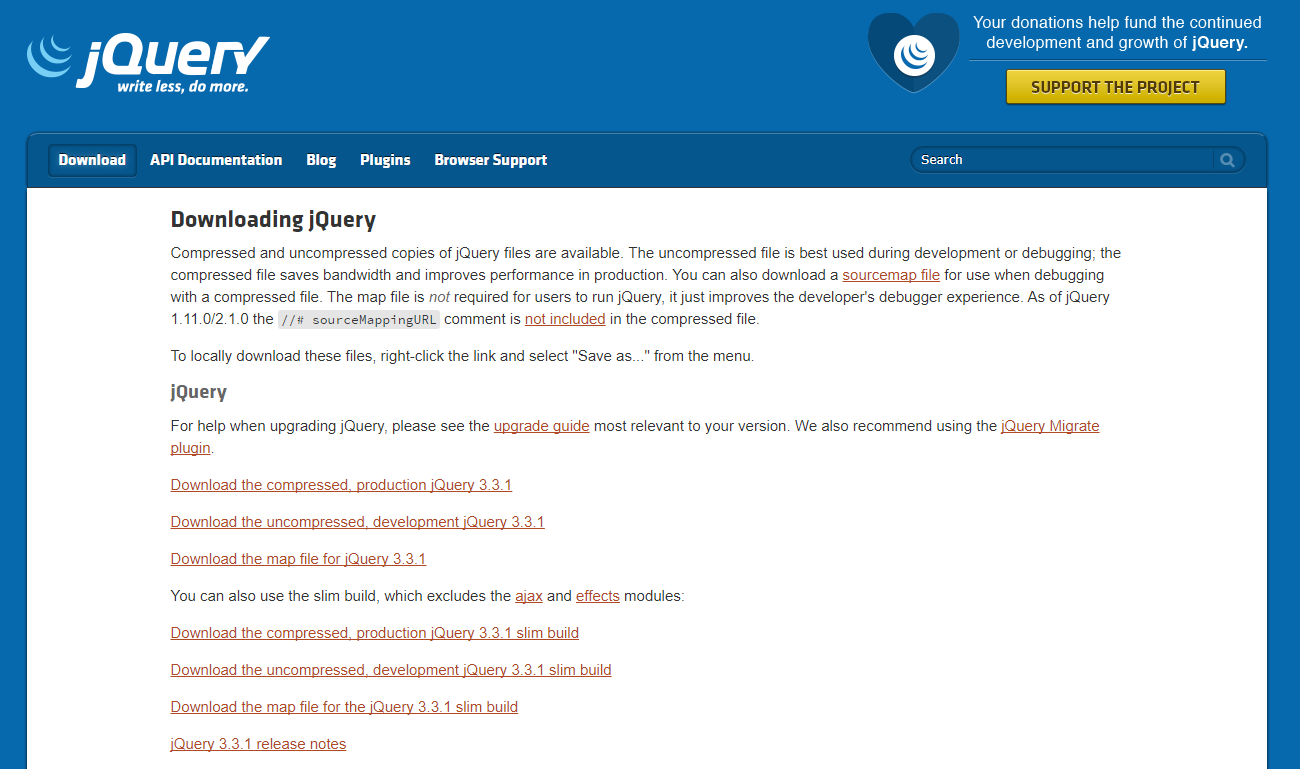 jQuery
write less, do more.
Your donations help fund the continued
development and growth of jQuery.
SUPPORT THE PROJECT
Download API Documentation Blog Plugins Browser Support Search
Downloading jQuery
Compressed and uncompressed copies of jQuery files are available. The uncompressed file is best used during development or debugging; the
compressed file saves bandwidth and improves performance in production. You can also download a sourcemap file for use when debugging
with a compressed file. The map file is not required for users to run jQuery, it just improves the developer's debugger experience. As of jQuery
1.11.0/2.1.0 the //# sourceMappingURL comment is not included in the compressed file.
To locally download these files, right-click the link and select "Save as..." from the menu.
jQuery
For help when upgrading jQuery, please see the upgrade guide most relevant to your version. We also recommend using the jQuery Migrate
plugin.
Download the compressed, production jQuery 3.3.1
Download the uncompressed, development jQuery 3.3.1
Download the map file for jQuery 3.3.1
You can also use the slim build, which excludes the ajax and effects modules:
Download the compressed, production jQuery 3.3.1 slim build
Download the uncompressed, development jQuery 3.3.1 slim build
Download the map file for the jQuery 3.3.1 slim build
jQuery 3.3.1 release notes